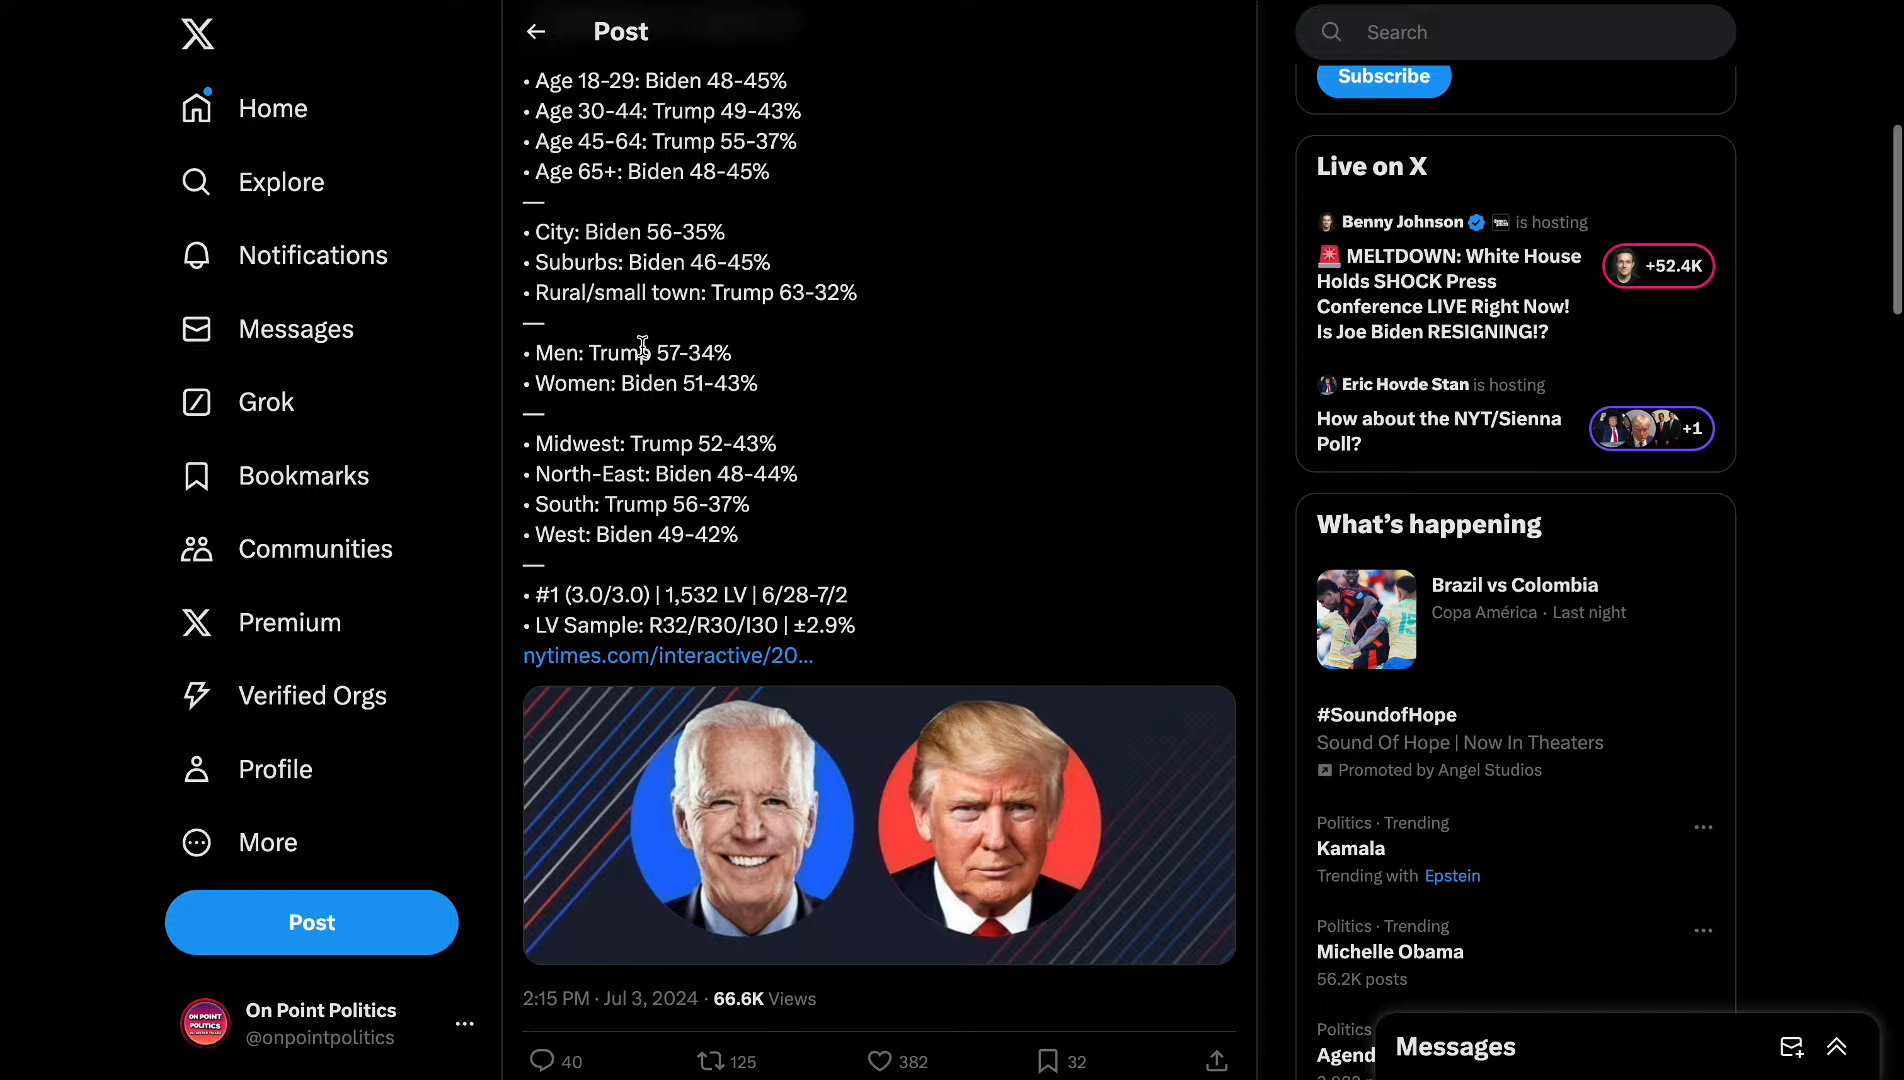 Home
Explore
Notifications
Messages
Grok
Bookmarks
Communities
Premium
Verified Orgs
Profile
More
Post
On Point Politics
@onpointpolitics
Post
• Age 18-29: Biden 48-45%
• Age 30-44: Trump 49-43%
• Age 45-64: Trump 55-37%
• Age 65+: Biden 48-45%
—
• City: Biden 56-35%
• Suburbs: Biden 46-45%
• Rural/small town: Trump 63-32%
—
• Men: Trump 57-34%
• Women: Biden 51-43%
—
• Midwest: Trump 52-43%
• North-East: Biden 48-44%
• South: Trump 56-37%
• West: Biden 49-42%
—
• #1 (3.0/3.0) | 1,532 LV | 6/28-7/2
• LV Sample: R32/R30/I30 | ±2.9%
nytimes.com/interactive/20…
2:15 PM · Jul 3, 2024 · 66.6K Views
40 125 382 32
Search
Subscribe
Live on X
Benny Johnson is hosting
🚨 MELTDOWN: White House
Holds SHOCK Press
Conference LIVE Right Now!
Is Joe Biden RESIGNING!?
+52.4K
Eric Hovde Stan is hosting
How about the NYT/Sienna
Poll?
+1
What's happening
Brazil vs Colombia
Copa América · Last night
#SoundofHope
Sound Of Hope | Now In Theaters
Promoted by Angel Studios
Politics · Trending
Kamala
Trending with Epstein
Politics · Trending
Michelle Obama
56.2K posts
Politics
Agend
Messages